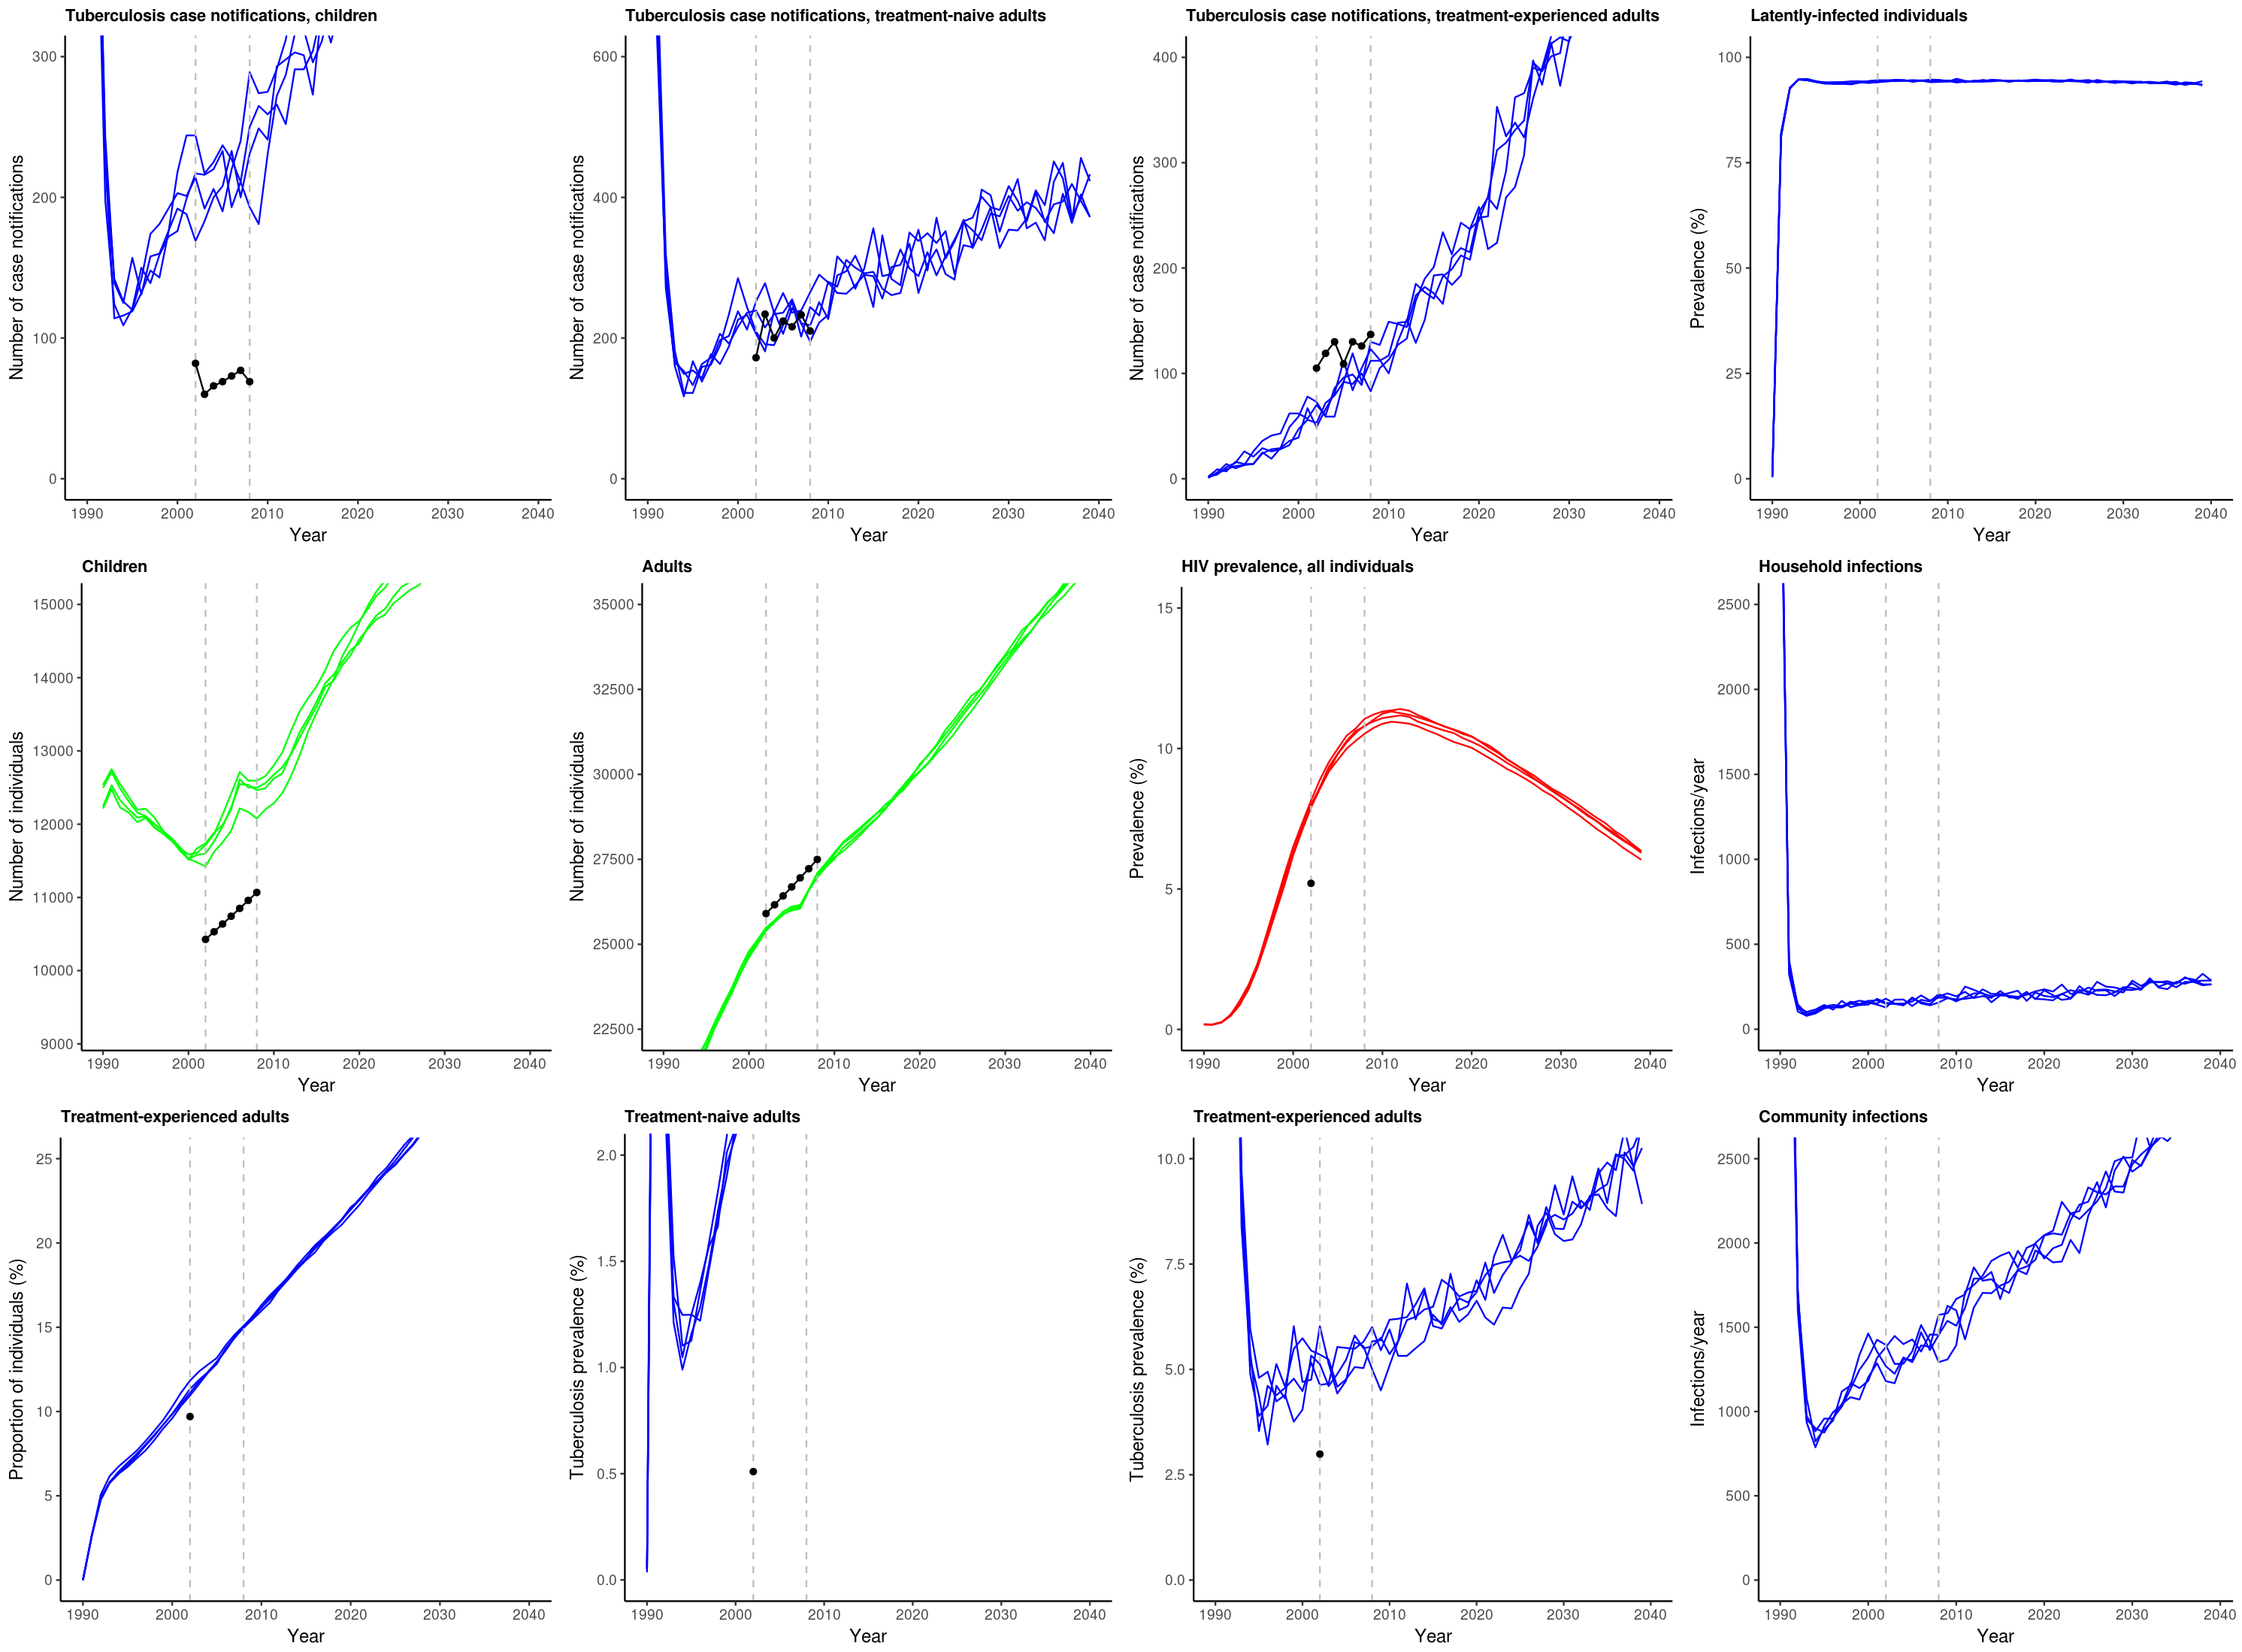 Tuberculosis case notifications, children
Number of case notifications
300
200
100
0
1990 2000 2010 2020 2030 2040
Year
Tuberculosis case notifications, treatment-naive adults
Number of case notifications
600
400
200
0
1990 2000 2010 2020 2030 2040
Year
Tuberculosis case notifications, treatment-experienced adults
Number of case notifications
400
300
200
100
0
1990 2000 2010 2020 2030 2040
Year
Latently-infected individuals
Prevalence (%)
100
75
50
25
0
1990 2000 2010 2020 2030 2040
Year
Children
Number of individuals
15000
14000
13000
12000
11000
10000
9000
1990 2000 2010 2020 2030 2040
Year
Adults
Number of individuals
35000
32500
30000
27500
25000
22500
1990 2000 2010 2020 2030 2040
Year
HIV prevalence, all individuals
Prevalence (%)
15
10
5
0
1990 2000 2010 2020 2030 2040
Year
Household infections
Infections/year
2500
2000
1500
1000
500
0
1990 2000 2010 2020 2030 2040
Year
Treatment-experienced adults
Proportion of individuals (%)
25
20
15
10
5
0
1990 2000 2010 2020 2030 2040
Year
Treatment-naive adults
Tuberculosis prevalence (%)
2.0
1.5
1.0
0.5
0.0
1990 2000 2010 2020 2030 2040
Year
Treatment-experienced adults
Tuberculosis prevalence (%)
10.0
7.5
5.0
2.5
0.0
1990 2000 2010 2020 2030 2040
Year
Community infections
Infections/year
2500
2000
1500
1000
500
0
1990 2000 2010 2020 2030 2040
Year